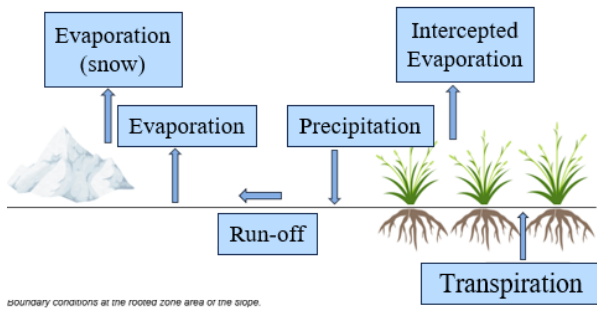 Evaporation
(snow)
Intercepted
Evaporation
Evaporation
Precipitation
Run-off
Transpiration
Boundary conditions at the rooted zone area of the slope.